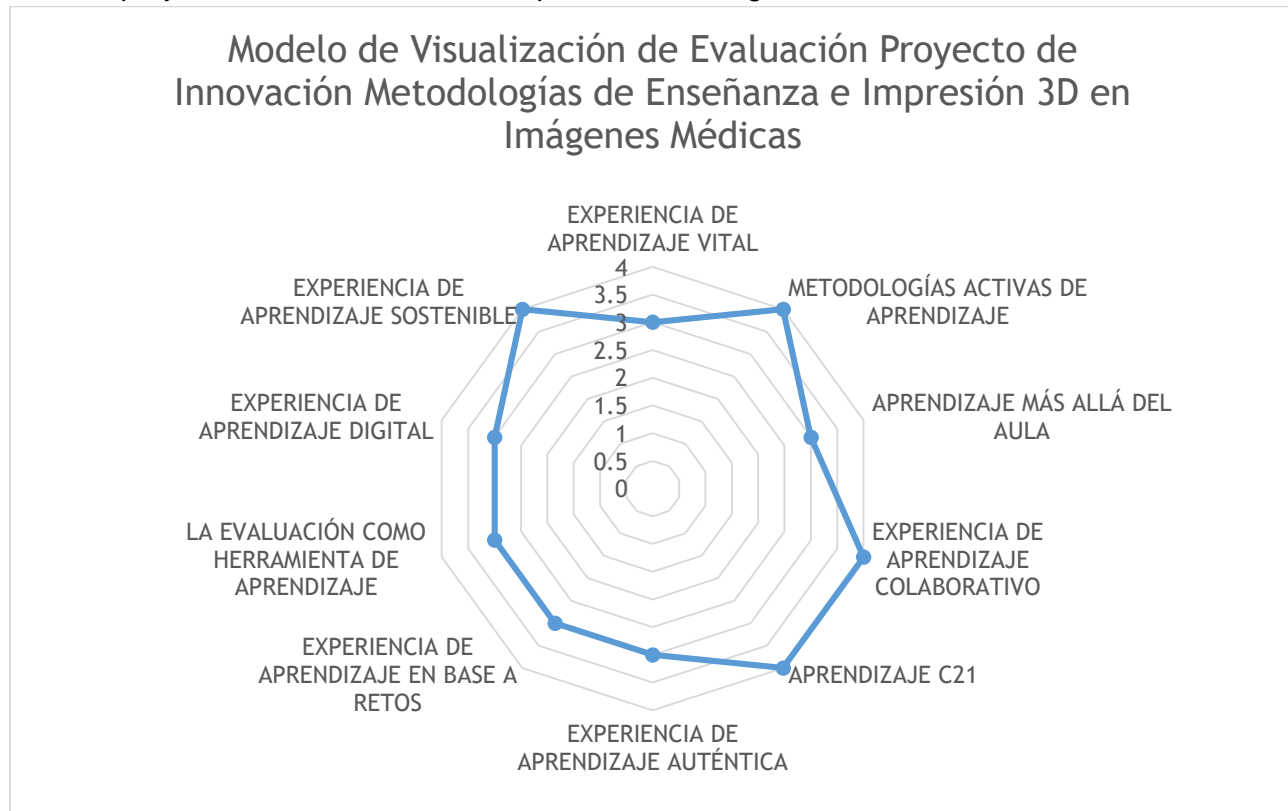 Modelo de Visualización de Evaluación Proyecto de
Innovación Metodologías de Enseñanza e Impresión 3D en
Imágenes Médicas
EXPERIENCIA DE
APRENDIZAJE VITAL
METODOLOGÍAS ACTIVAS DE
APRENDIZAJE
APRENDIZAJE MÁS ALLÁ DEL
AULA
EXPERIENCIA DE
APRENDIZAJE
COLABORATIVO
APRENDIZAJE C21
EXPERIENCIA DE
APRENDIZAJE AUTÉNTICA
EXPERIENCIA DE
APRENDIZAJE EN BASE A
RETOS
LA EVALUACIÓN COMO
HERRAMIENTA DE
APRENDIZAJE
EXPERIENCIA DE
APRENDIZAJE DIGITAL
EXPERIENCIA DE
APRENDIZAJE SOSTENIBLE
4
3.5
3
2.5
2
1.5
1
0.5
0